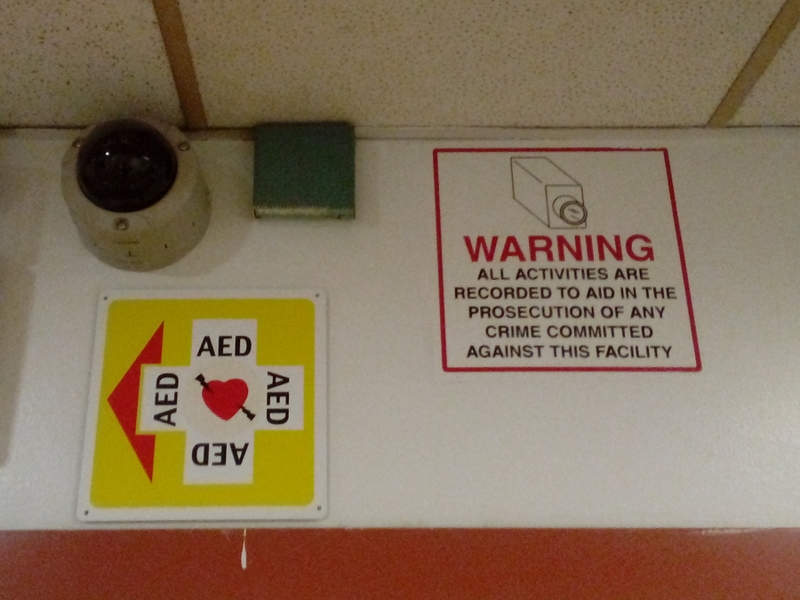 AED
AED
AED
AED
WARNING
ALL ACTIVITIES ARE
RECORDED TO AID IN THE
PROSECUTION OF ANY
CRIME COMMITTED
AGAINST THIS FACILITY